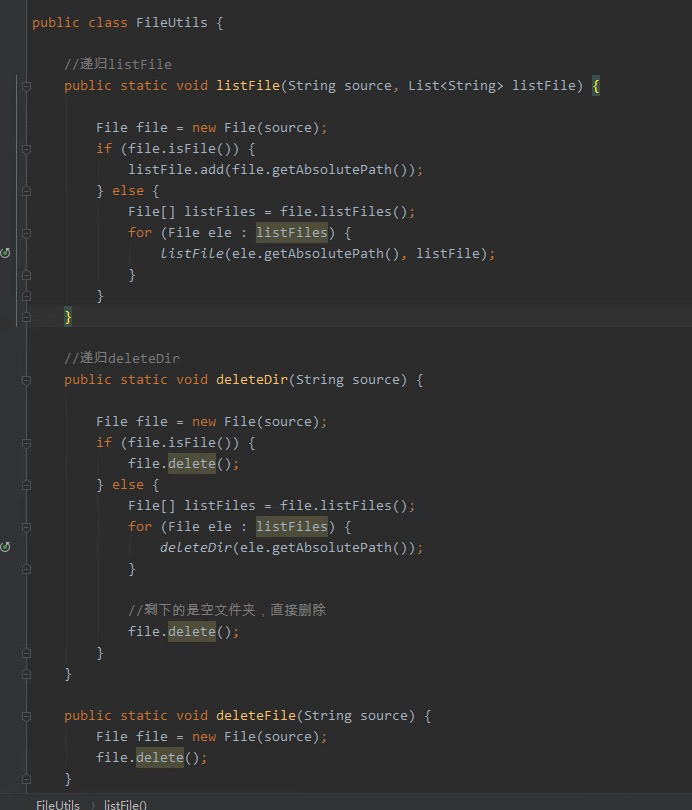 public class FileUtils {
//递归listFile
public static void listFile(String source, List<String> listFile) {
File file = new File(source);
if (file.isFile()) {
listFile.add(file.getAbsolutePath());
} else {
File[] listFiles = file.listFiles();
for (File ele : listFiles) {
listFile(ele.getAbsolutePath(), listFile);
}
}
}
//递归deleteDir
public static void deleteDir(String source) {
File file = new File(source);
if (file.isFile()) {
file.delete();
} else {
File[] listFiles = file.listFiles();
for (File ele : listFiles) {
deleteDir(ele.getAbsolutePath());
}
//剩下的是空文件夹，直接删除
file.delete();
}
}
public static void deleteFile(String source) {
File file = new File(source);
file.delete();
}
FileUtils › listFile()